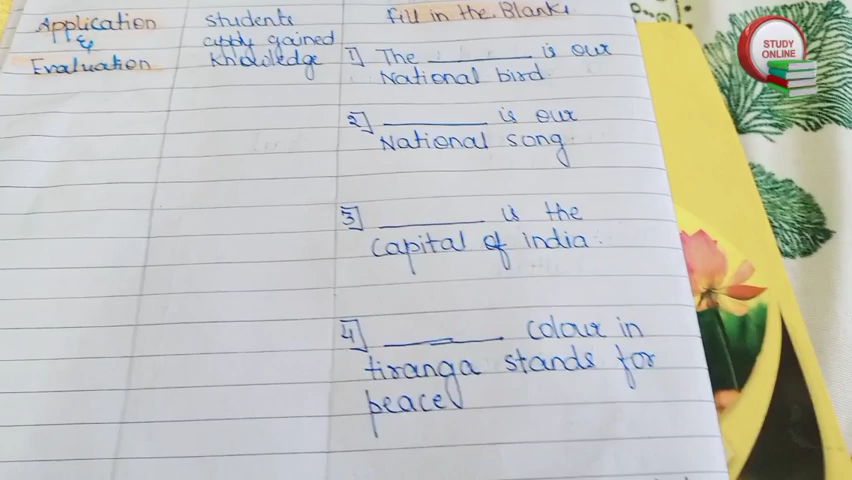 Application
&
Evaluation
Students
apply gained
knowledge
Fill in the Blanks
1] The ________ is our
National bird.
2] ________ is our
National song.
3] ________ is the
Capital of india.
4] ________ colour in
tiranga stands for
peace
STUDY
ONLINE